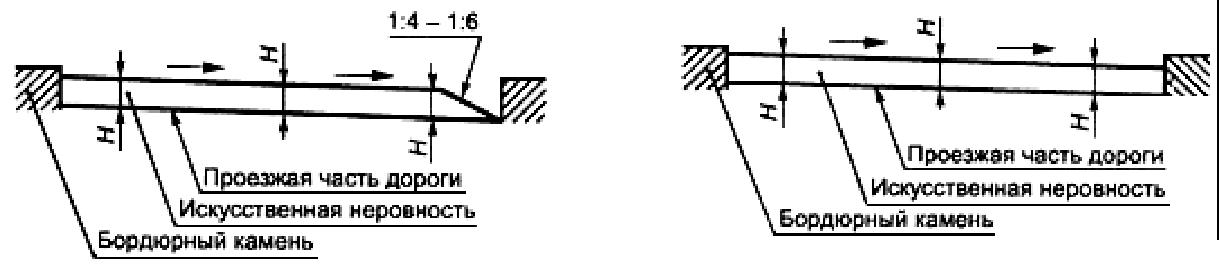 1:4 – 1:6
H
H
H
Проезжая часть дороги
Искусственная неровность
Бордюрный камень
H
H
H
Проезжая часть дороги
Искусственная неровность
Бордюрный камень